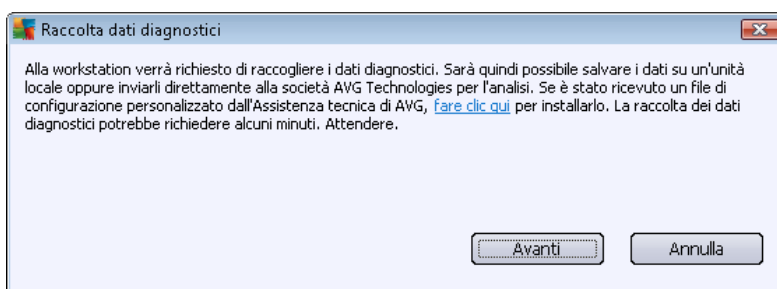 Raccolta dati diagnostici
Alla workstation verrà richiesto di raccogliere i dati diagnostici. Sarà quindi possibile salvare i dati su un'unità
locale oppure inviarli direttamente alla società AVG Technologies per l'analisi. Se è stato ricevuto un file di
configurazione personalizzato dall'Assistenza tecnica di AVG, fare clic qui per installarlo. La raccolta dei dati
diagnostici potrebbe richiedere alcuni minuti. Attendere.
Avanti
Annulla